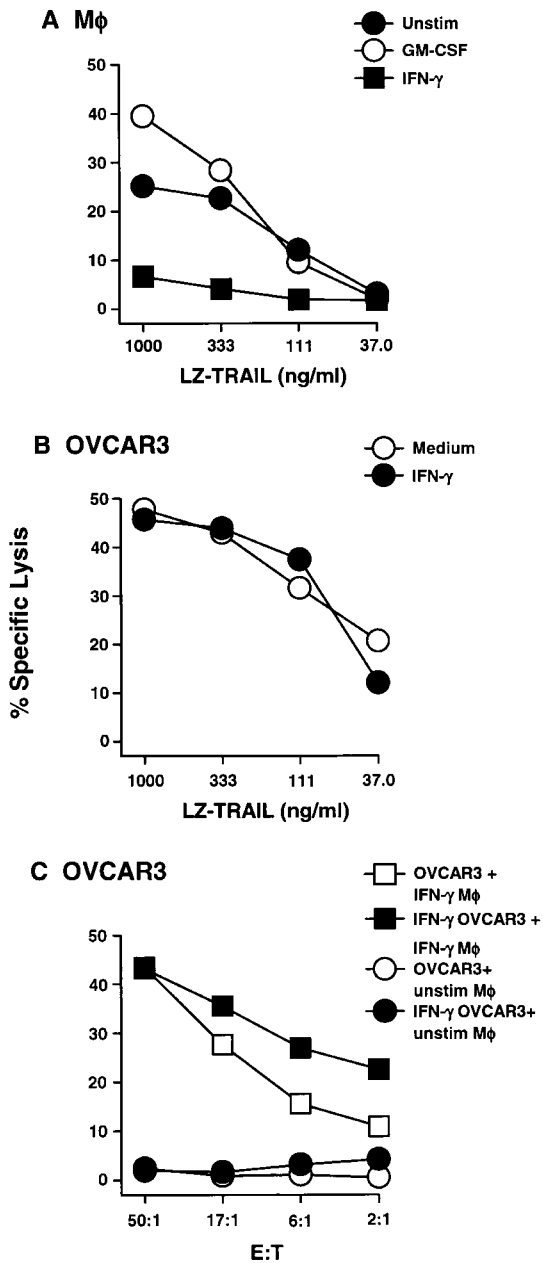 A MΦ
Unstim
GM-CSF
IFN-γ
50
40
30
20
10
0
1000 333 111 37.0
LZ-TRAIL (ng/ml)
B OVCAR3
Medium
IFN-γ
% Specific Lysis
50
40
30
20
10
0
1000 333 111 37.0
LZ-TRAIL (ng/ml)
C OVCAR3
OVCAR3 +
IFN-γ MΦ
IFN-γ OVCAR3 +
IFN-γ MΦ
OVCAR3+
unstim MΦ
IFN-γ OVCAR3+
unstim MΦ
50
40
30
20
10
0
50:1 17:1 6:1 2:1
E:T